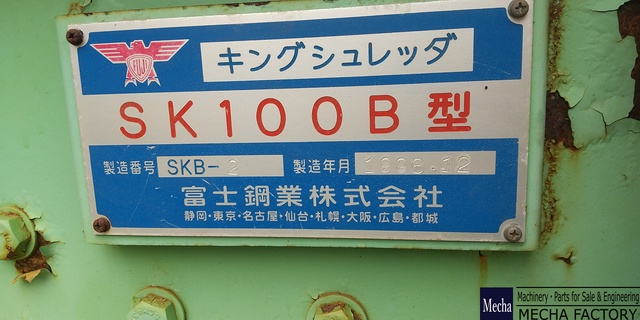 FUJI
キングシュレッダ
SK100B型
製造番号 SKB-2 製造年月 1998.12
富士鋼業株式会社
静岡・東京・名古屋・仙台・札幌・大阪・広島・都城
Mecha Machinery・Parts for Sale & Engineering
MECHA FACTORY